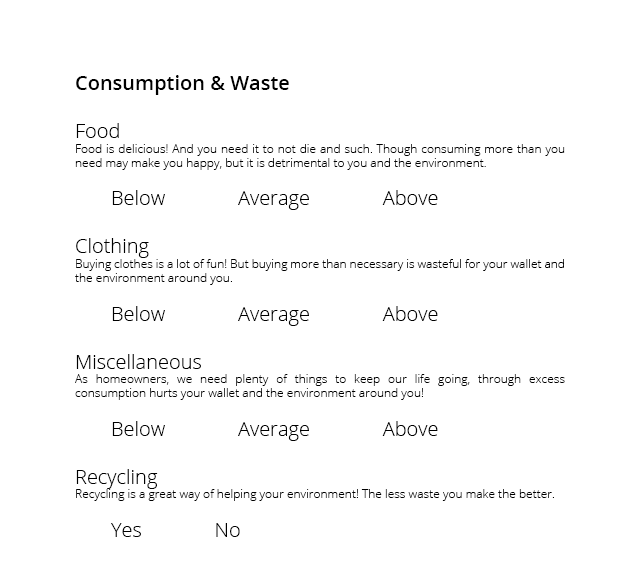 Consumption & Waste
Food
Food is delicious! And you need it to not die and such. Though consuming more than you
need may make you happy, but it is detrimental to you and the environment.
Below Average Above
Clothing
Buying clothes is a lot of fun! But buying more than necessary is wasteful for your wallet and
the environment around you.
Below Average Above
Miscellaneous
As homeowners, we need plenty of things to keep our life going, through excess
consumption hurts your wallet and the environment around you!
Below Average Above
Recycling
Recycling is a great way of helping your environment! The less waste you make the better.
Yes No